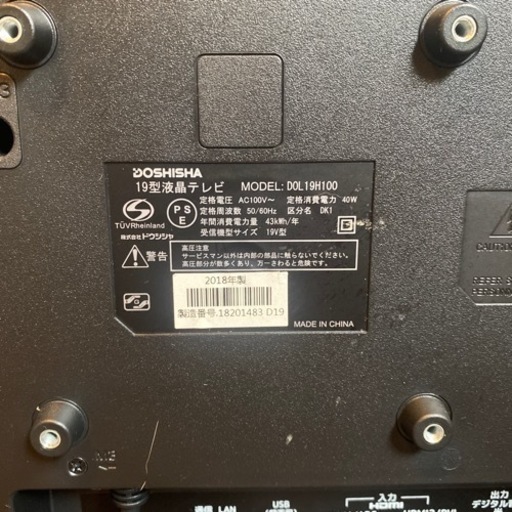 3
DOSHISHA
19型液晶テレビ MODEL: DOL19H100
定格電圧 AC100V～ 定格消費電力 40W
定格周波数 50/60Hz 区分名 DK1
年間消費電力量 43kWh/年
受信機型サイズ 19V型
PSE
TÜVRheinland
株式会社ドウシシャ
警告
高圧注意
サービスマン以外は内部の部品に触らないでください。
高圧部分が数多くあり、万一さわると危険です。
2018年製
製造番号.18201483 D19
MADE IN CHINA
CAUTION
REFER
M3
LAN
USB
入力
HDMI
出力
デジタル